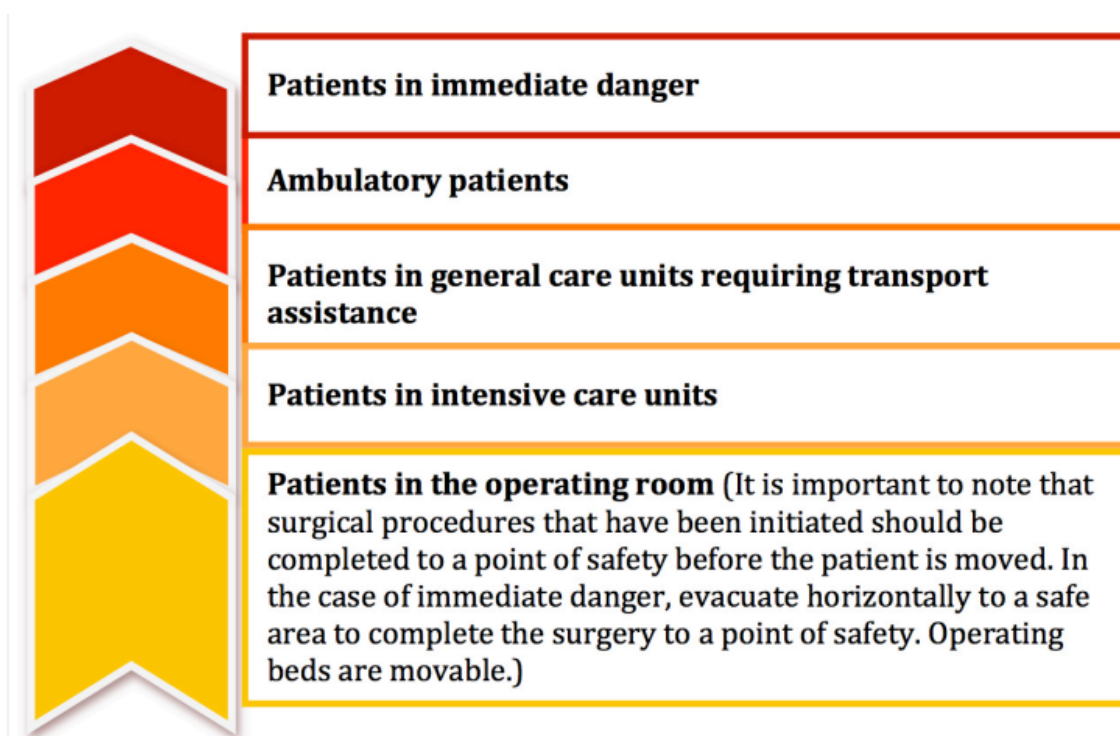 Patients in immediate danger
Ambulatory patients
Patients in general care units requiring transport
assistance
Patients in intensive care units
Patients in the operating room (It is important to note that
surgical procedures that have been initiated should be
completed to a point of safety before the patient is moved. In
the case of immediate danger, evacuate horizontally to a safe
area to complete the surgery to a point of safety. Operating
beds are movable.)